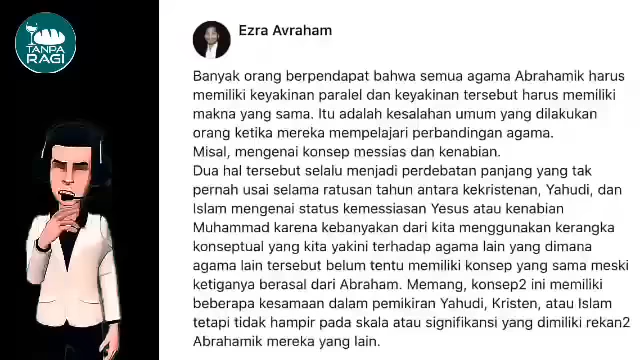 TANPA
RAGI
Ezra Avraham
Banyak orang berpendapat bahwa semua agama Abrahamik harus
memiliki keyakinan paralel dan keyakinan tersebut harus memiliki
makna yang sama. Itu adalah kesalahan umum yang dilakukan
orang ketika mereka mempelajari perbandingan agama.
Misal, mengenai konsep messias dan kenabian.
Dua hal tersebut selalu menjadi perdebatan panjang yang tak
pernah usai selama ratusan tahun antara kekristenan, Yahudi, dan
Islam mengenai status kemessiasan Yesus atau kenabian
Muhammad karena kebanyakan dari kita menggunakan kerangka
konseptual yang kita yakini terhadap agama lain yang dimana
agama lain tersebut belum tentu memiliki konsep yang sama meski
ketiganya berasal dari Abraham. Memang, konsep2 ini memiliki
beberapa kesamaan dalam pemikiran Yahudi, Kristen, atau Islam
tetapi tidak hampir pada skala atau signifikansi yang dimiliki rekan2
Abrahamik mereka yang lain.